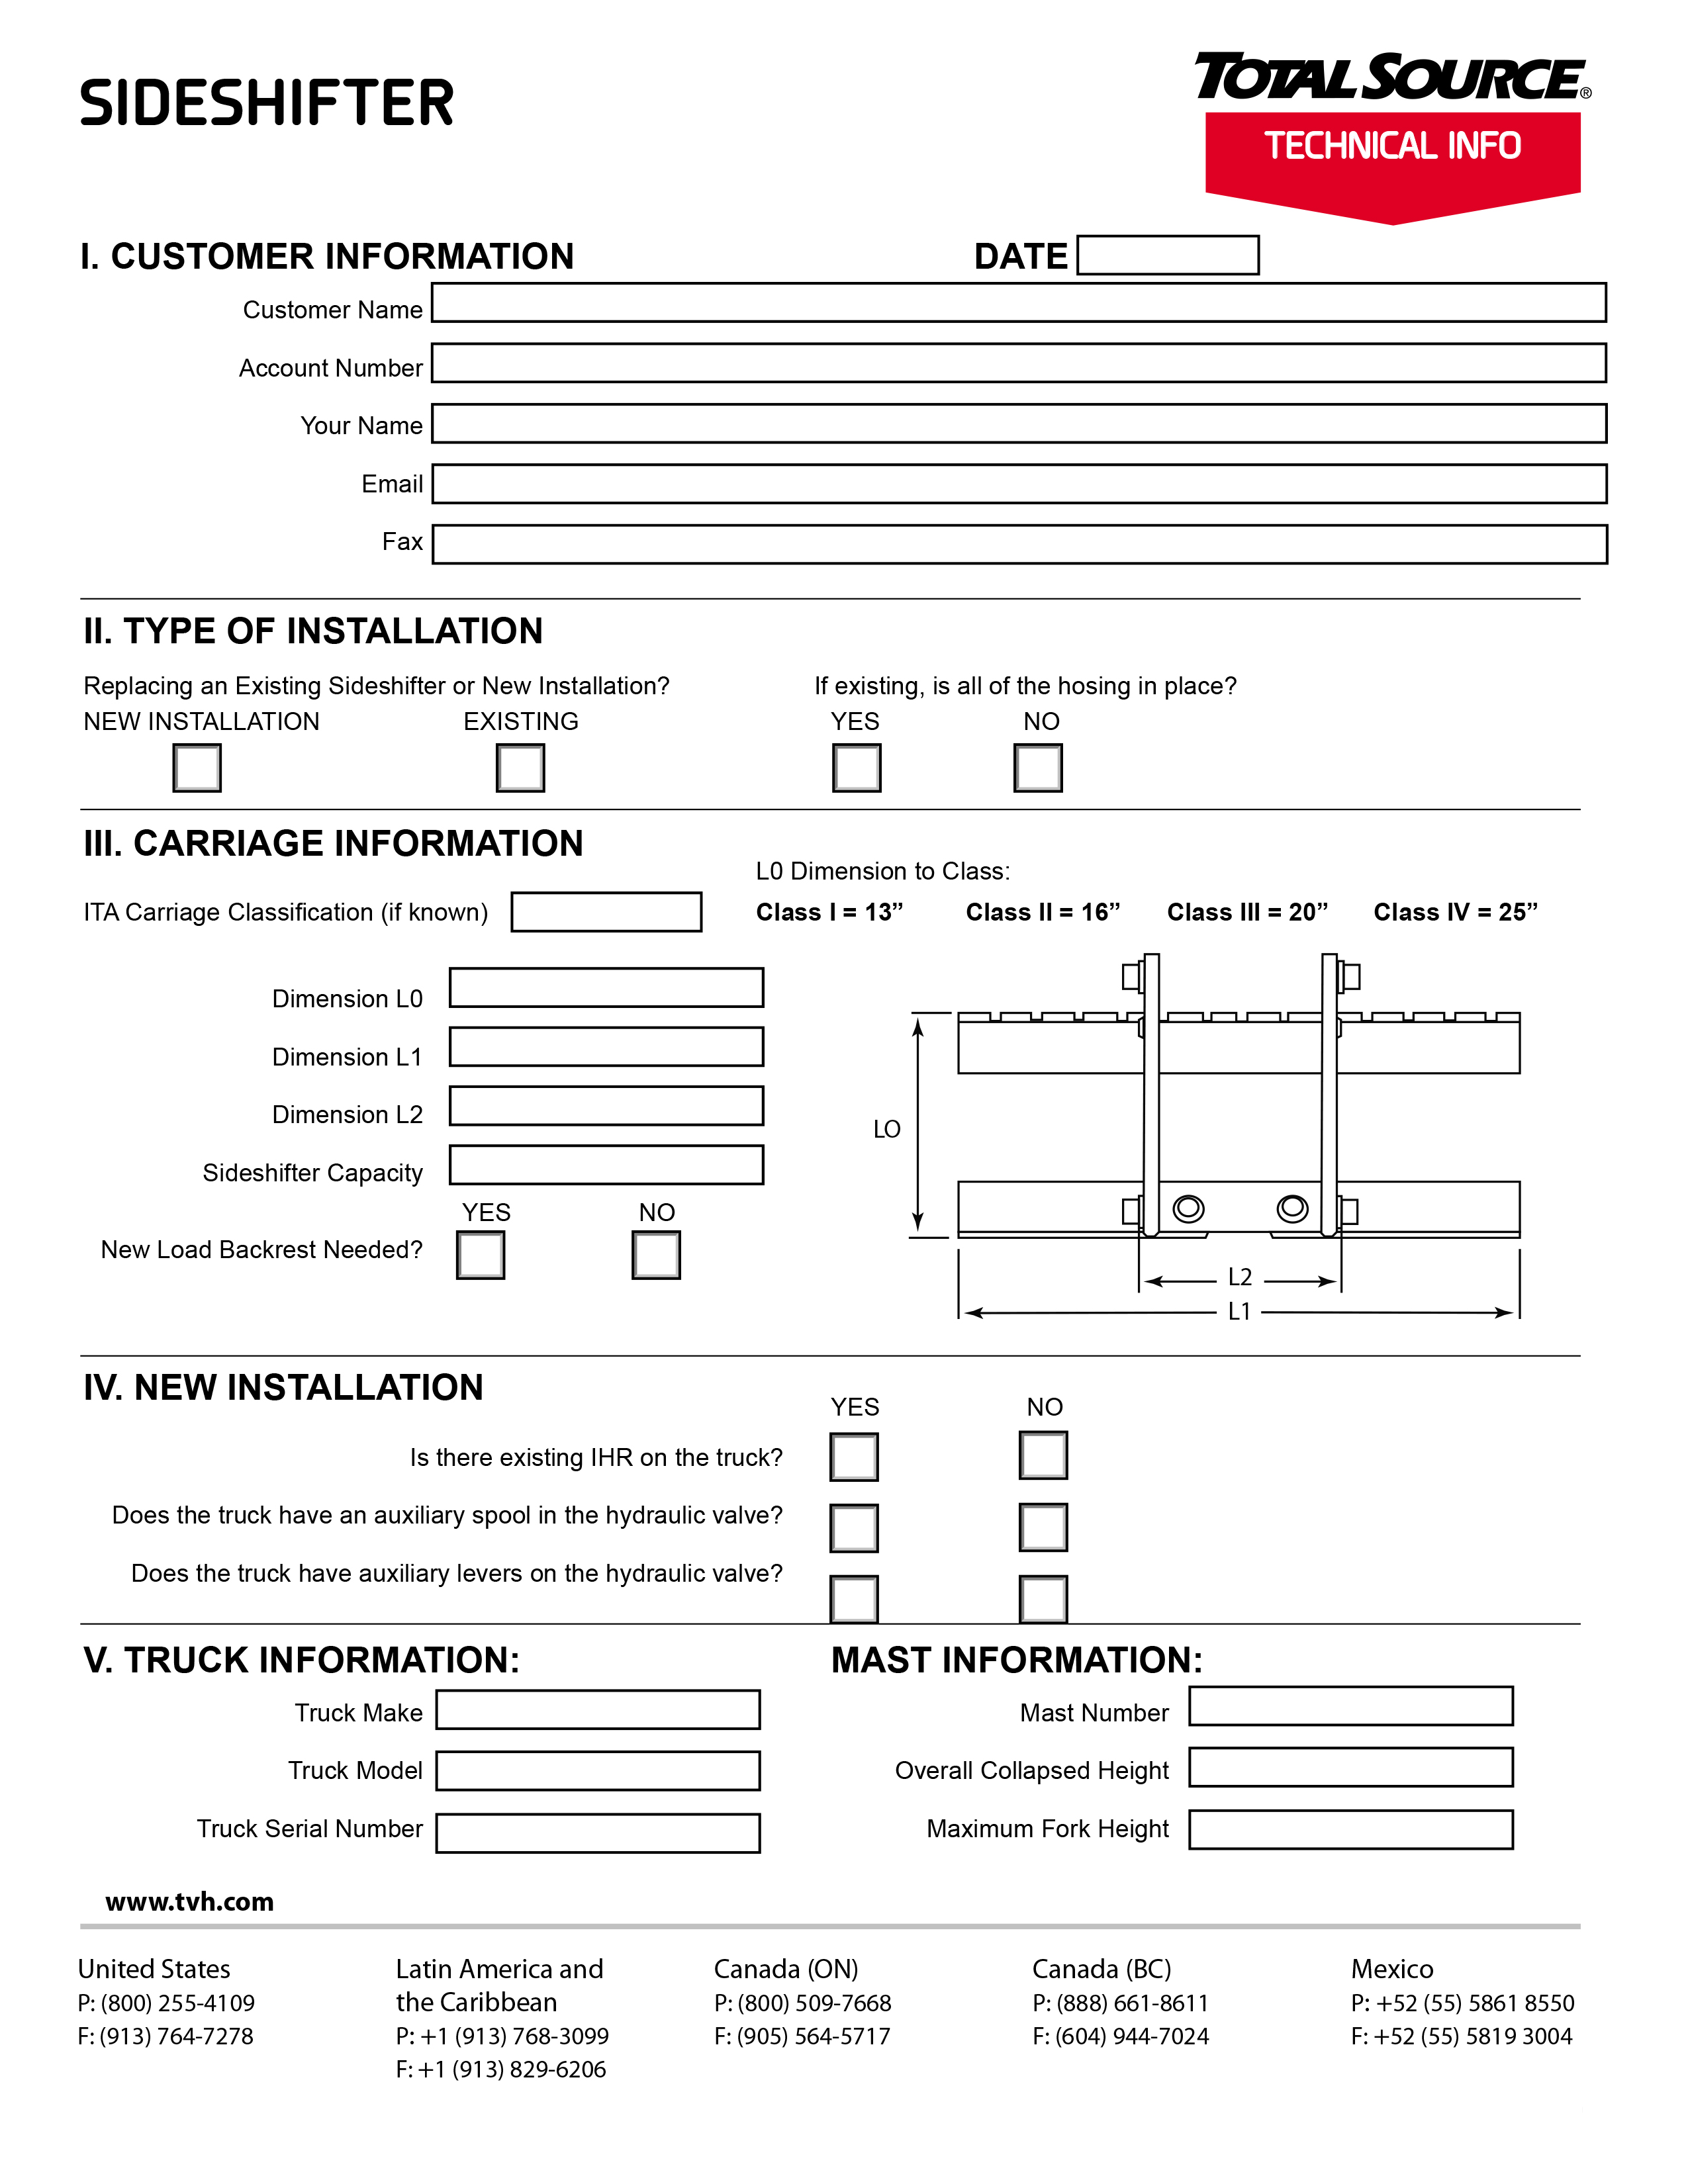 SIDESHIFTER
TOTALSOURCE®
TECHNICAL INFO
I. CUSTOMER INFORMATION
DATE
Customer Name
Account Number
Your Name
Email
Fax
II. TYPE OF INSTALLATION
Replacing an Existing Sideshifter or New Installation?
If existing, is all of the hosing in place?
NEW INSTALLATION
EXISTING
YES
NO
III. CARRIAGE INFORMATION
L0 Dimension to Class:
ITA Carriage Classification (if known)
Class I = 13”
Class II = 16”
Class III = 20”
Class IV = 25”
Dimension L0
Dimension L1
Dimension L2
Sideshifter Capacity
YES
NO
New Load Backrest Needed?
LO
L2
L1
IV. NEW INSTALLATION
YES
NO
Is there existing IHR on the truck?
Does the truck have an auxiliary spool in the hydraulic valve?
Does the truck have auxiliary levers on the hydraulic valve?
V. TRUCK INFORMATION:
Truck Make
Truck Model
Truck Serial Number
MAST INFORMATION:
Mast Number
Overall Collapsed Height
Maximum Fork Height
www.tvh.com
United States
P: (800) 255-4109
F: (913) 764-7278
Latin America and
the Caribbean
P: +1 (913) 768-3099
F: +1 (913) 829-6206
Canada (ON)
P: (800) 509-7668
F: (905) 564-5717
Canada (BC)
P: (888) 661-8611
F: (604) 944-7024
Mexico
P: +52 (55) 5861 8550
F: +52 (55) 5819 3004